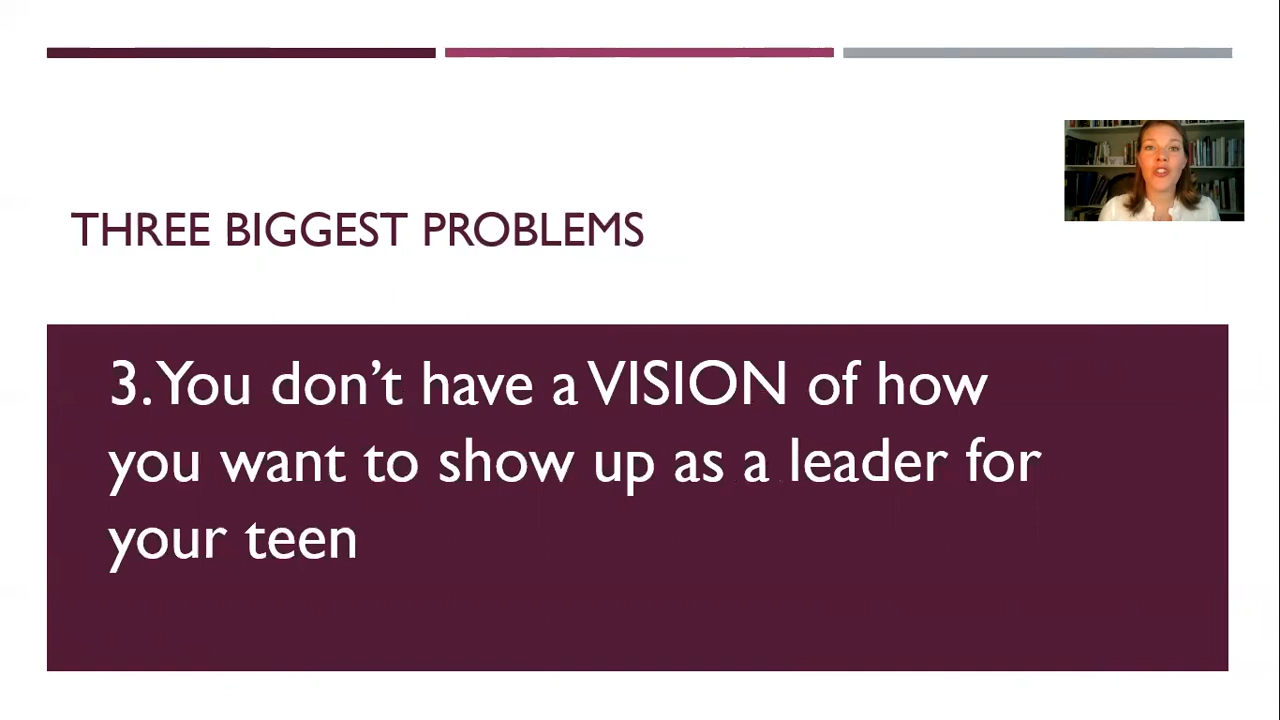 THREE BIGGEST PROBLEMS
3. You don't have a VISION of how
you want to show up as a leader for
your teen